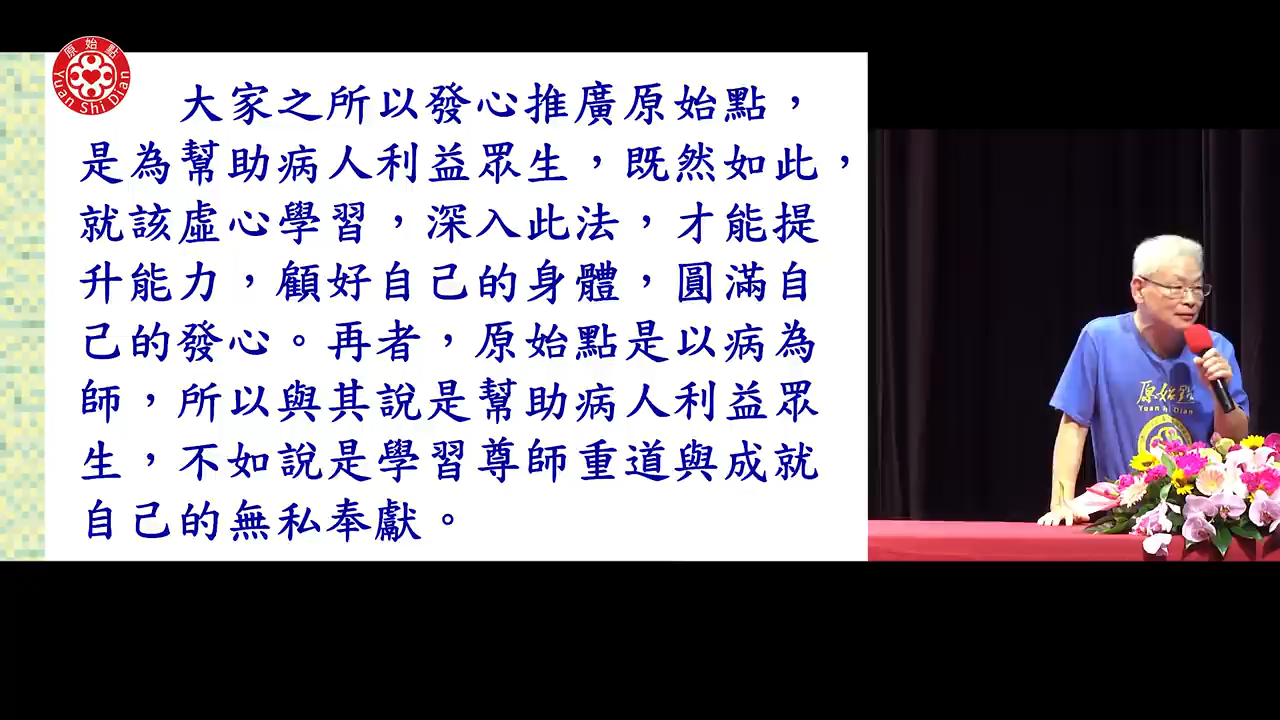 原始點
Yuan Shi Dian
大家之所以發心推廣原始點，
是為幫助病人利益眾生，既然如此，
就該虛心學習，深入此法，才能提
升能力，顧好自己的身體，圓滿自
己的發心。再者，原始點是以病為
師，所以與其說是幫助病人利益眾
生，不如說是學習尊師重道與成就
自己的無私奉獻。
原始點
Yuan Shi Dian